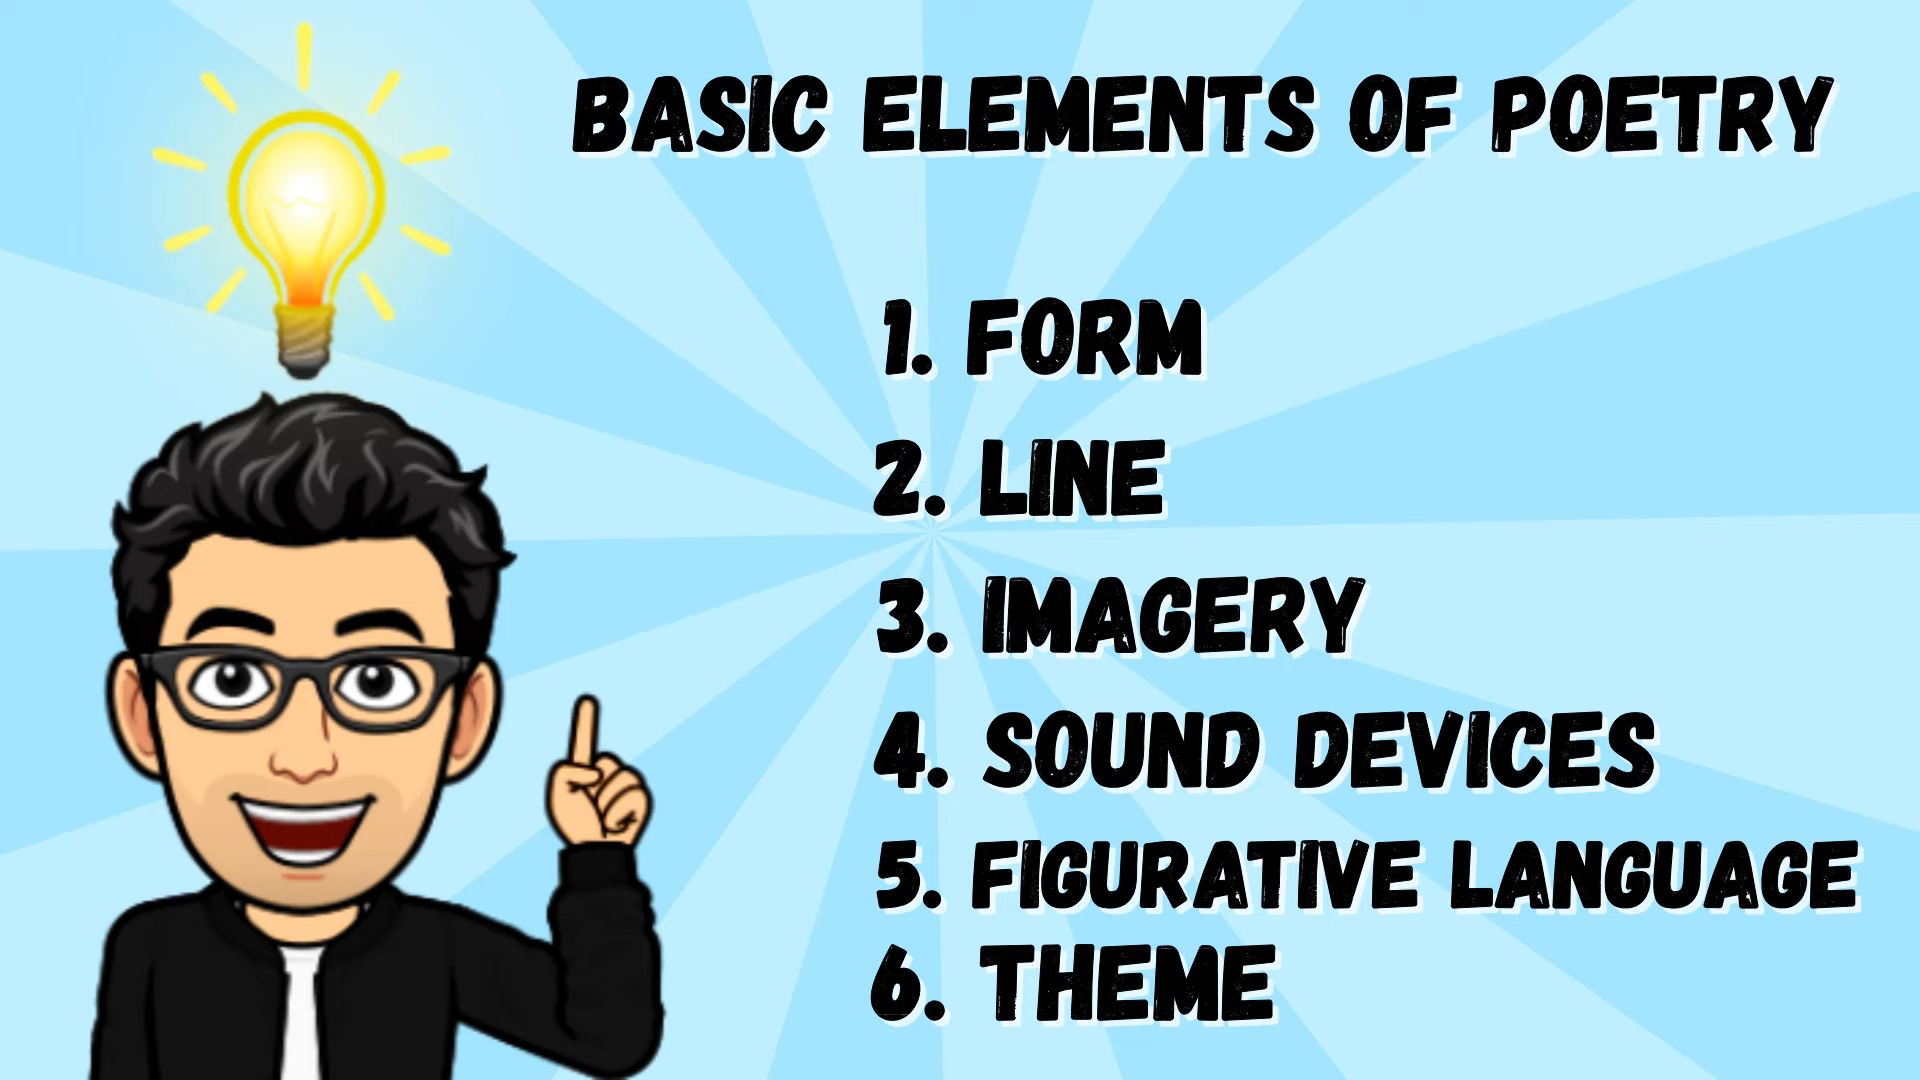 BASIC ELEMENTS OF POETRY
1. FORM
2. LINE
3. IMAGERY
4. SOUND DEVICES
5. FIGURATIVE LANGUAGE
6. THEME